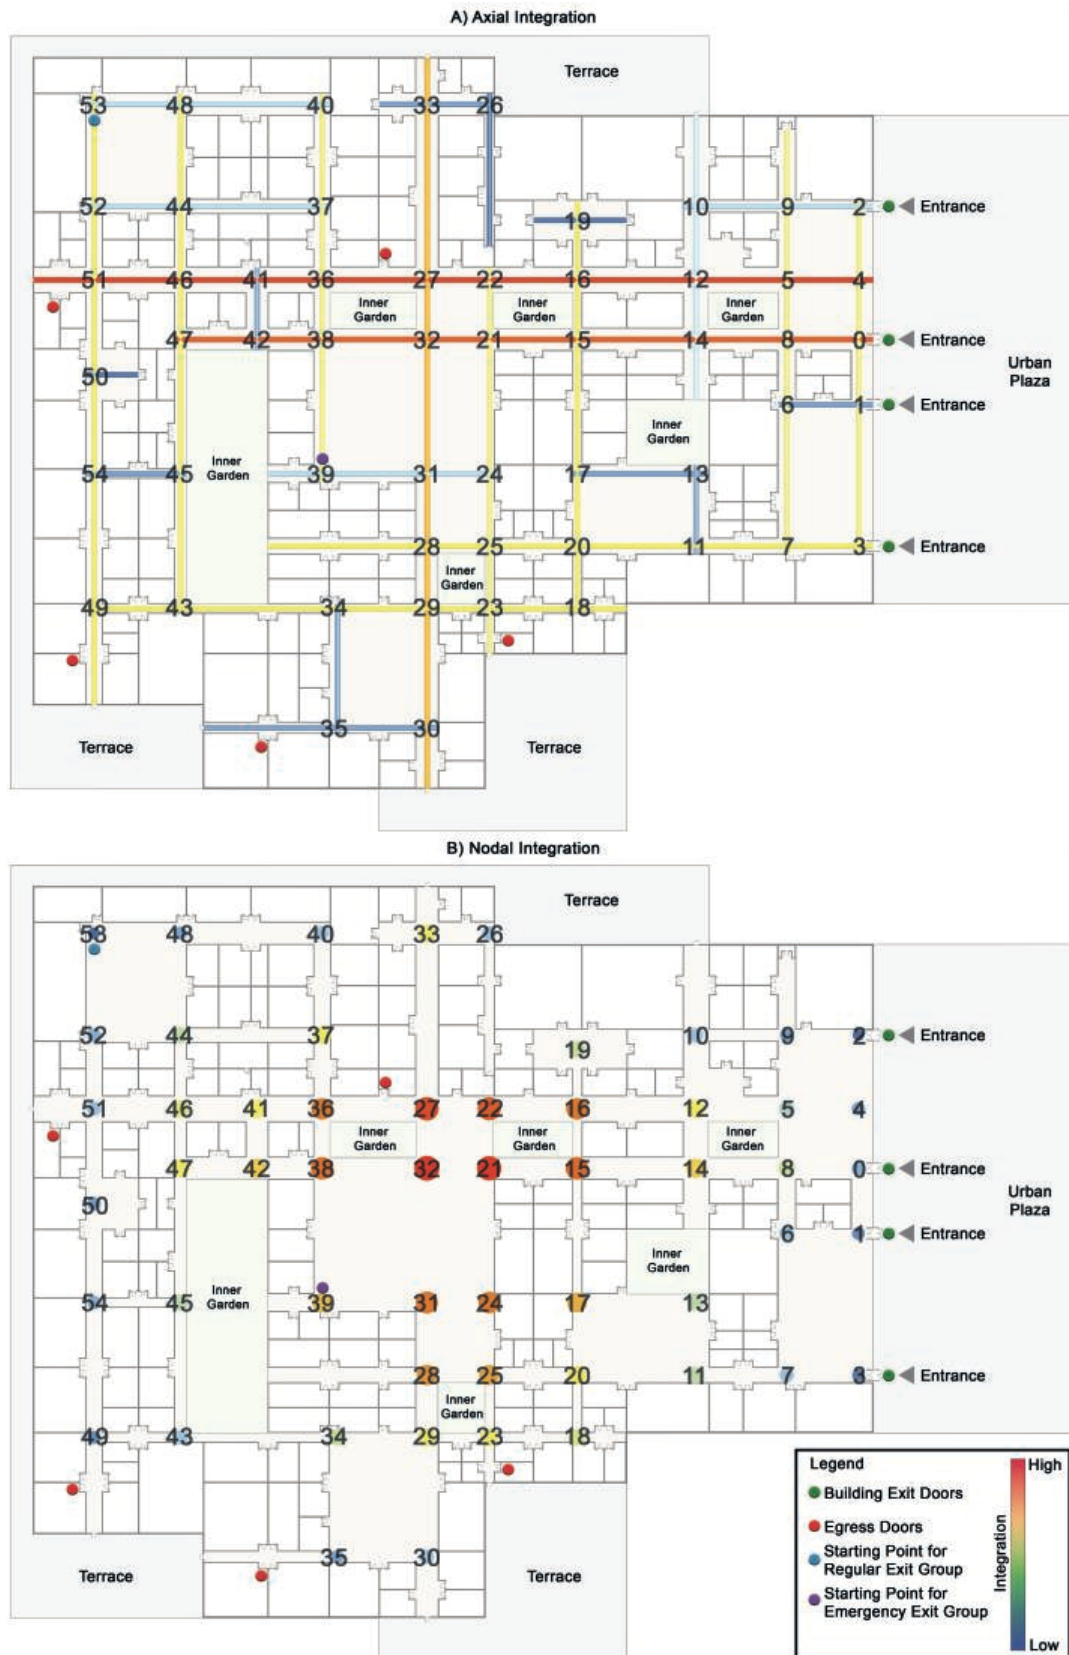 A) Axial Integration
Terrace
53 48 40 33 26
52 44 37 19 10 9 2 Entrance
51 46 41 36 27 22 16 12 5 4
Inner
Garden
Inner
Garden
Inner
Garden
47 42 38 32 21 15 14 8 0 Entrance
Urban
Plaza
50 6 1 Entrance
Inner
Garden
54 45 39 31 24 17 13
Inner
Garden
28 25 20 11 7 3 Entrance
Inner
Garden
49 43 34 29 23 18
35 30
Terrace
Terrace
B) Nodal Integration
Terrace
53 48 40 33 26
52 44 37 19 10 9 2 Entrance
51 46 41 36 27 22 16 12 5 4
Inner
Garden
Inner
Garden
Inner
Garden
47 42 38 32 21 15 14 8 0 Entrance
Urban
Plaza
50 6 1 Entrance
Inner
Garden
54 45 39 31 24 17 13
Inner
Garden
28 25 20 11 7 3 Entrance
Inner
Garden
49 43 34 29 23 18
35 30
Terrace
Terrace
Legend
Building Exit Doors
Egress Doors
Starting Point for
Regular Exit Group
Starting Point for
Emergency Exit Group
High
Integration
Low